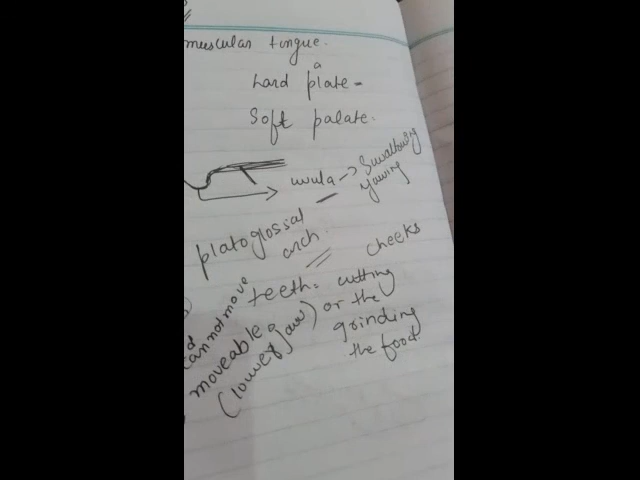 muscular tongue.
hard plate -
a
Soft palate.
uvula -> Swallowing
Yawing
platoglossal
arch.
cheeks
teeth: cutting
or the
grinding
the food.
cannot move
moveable
(lower jaw)